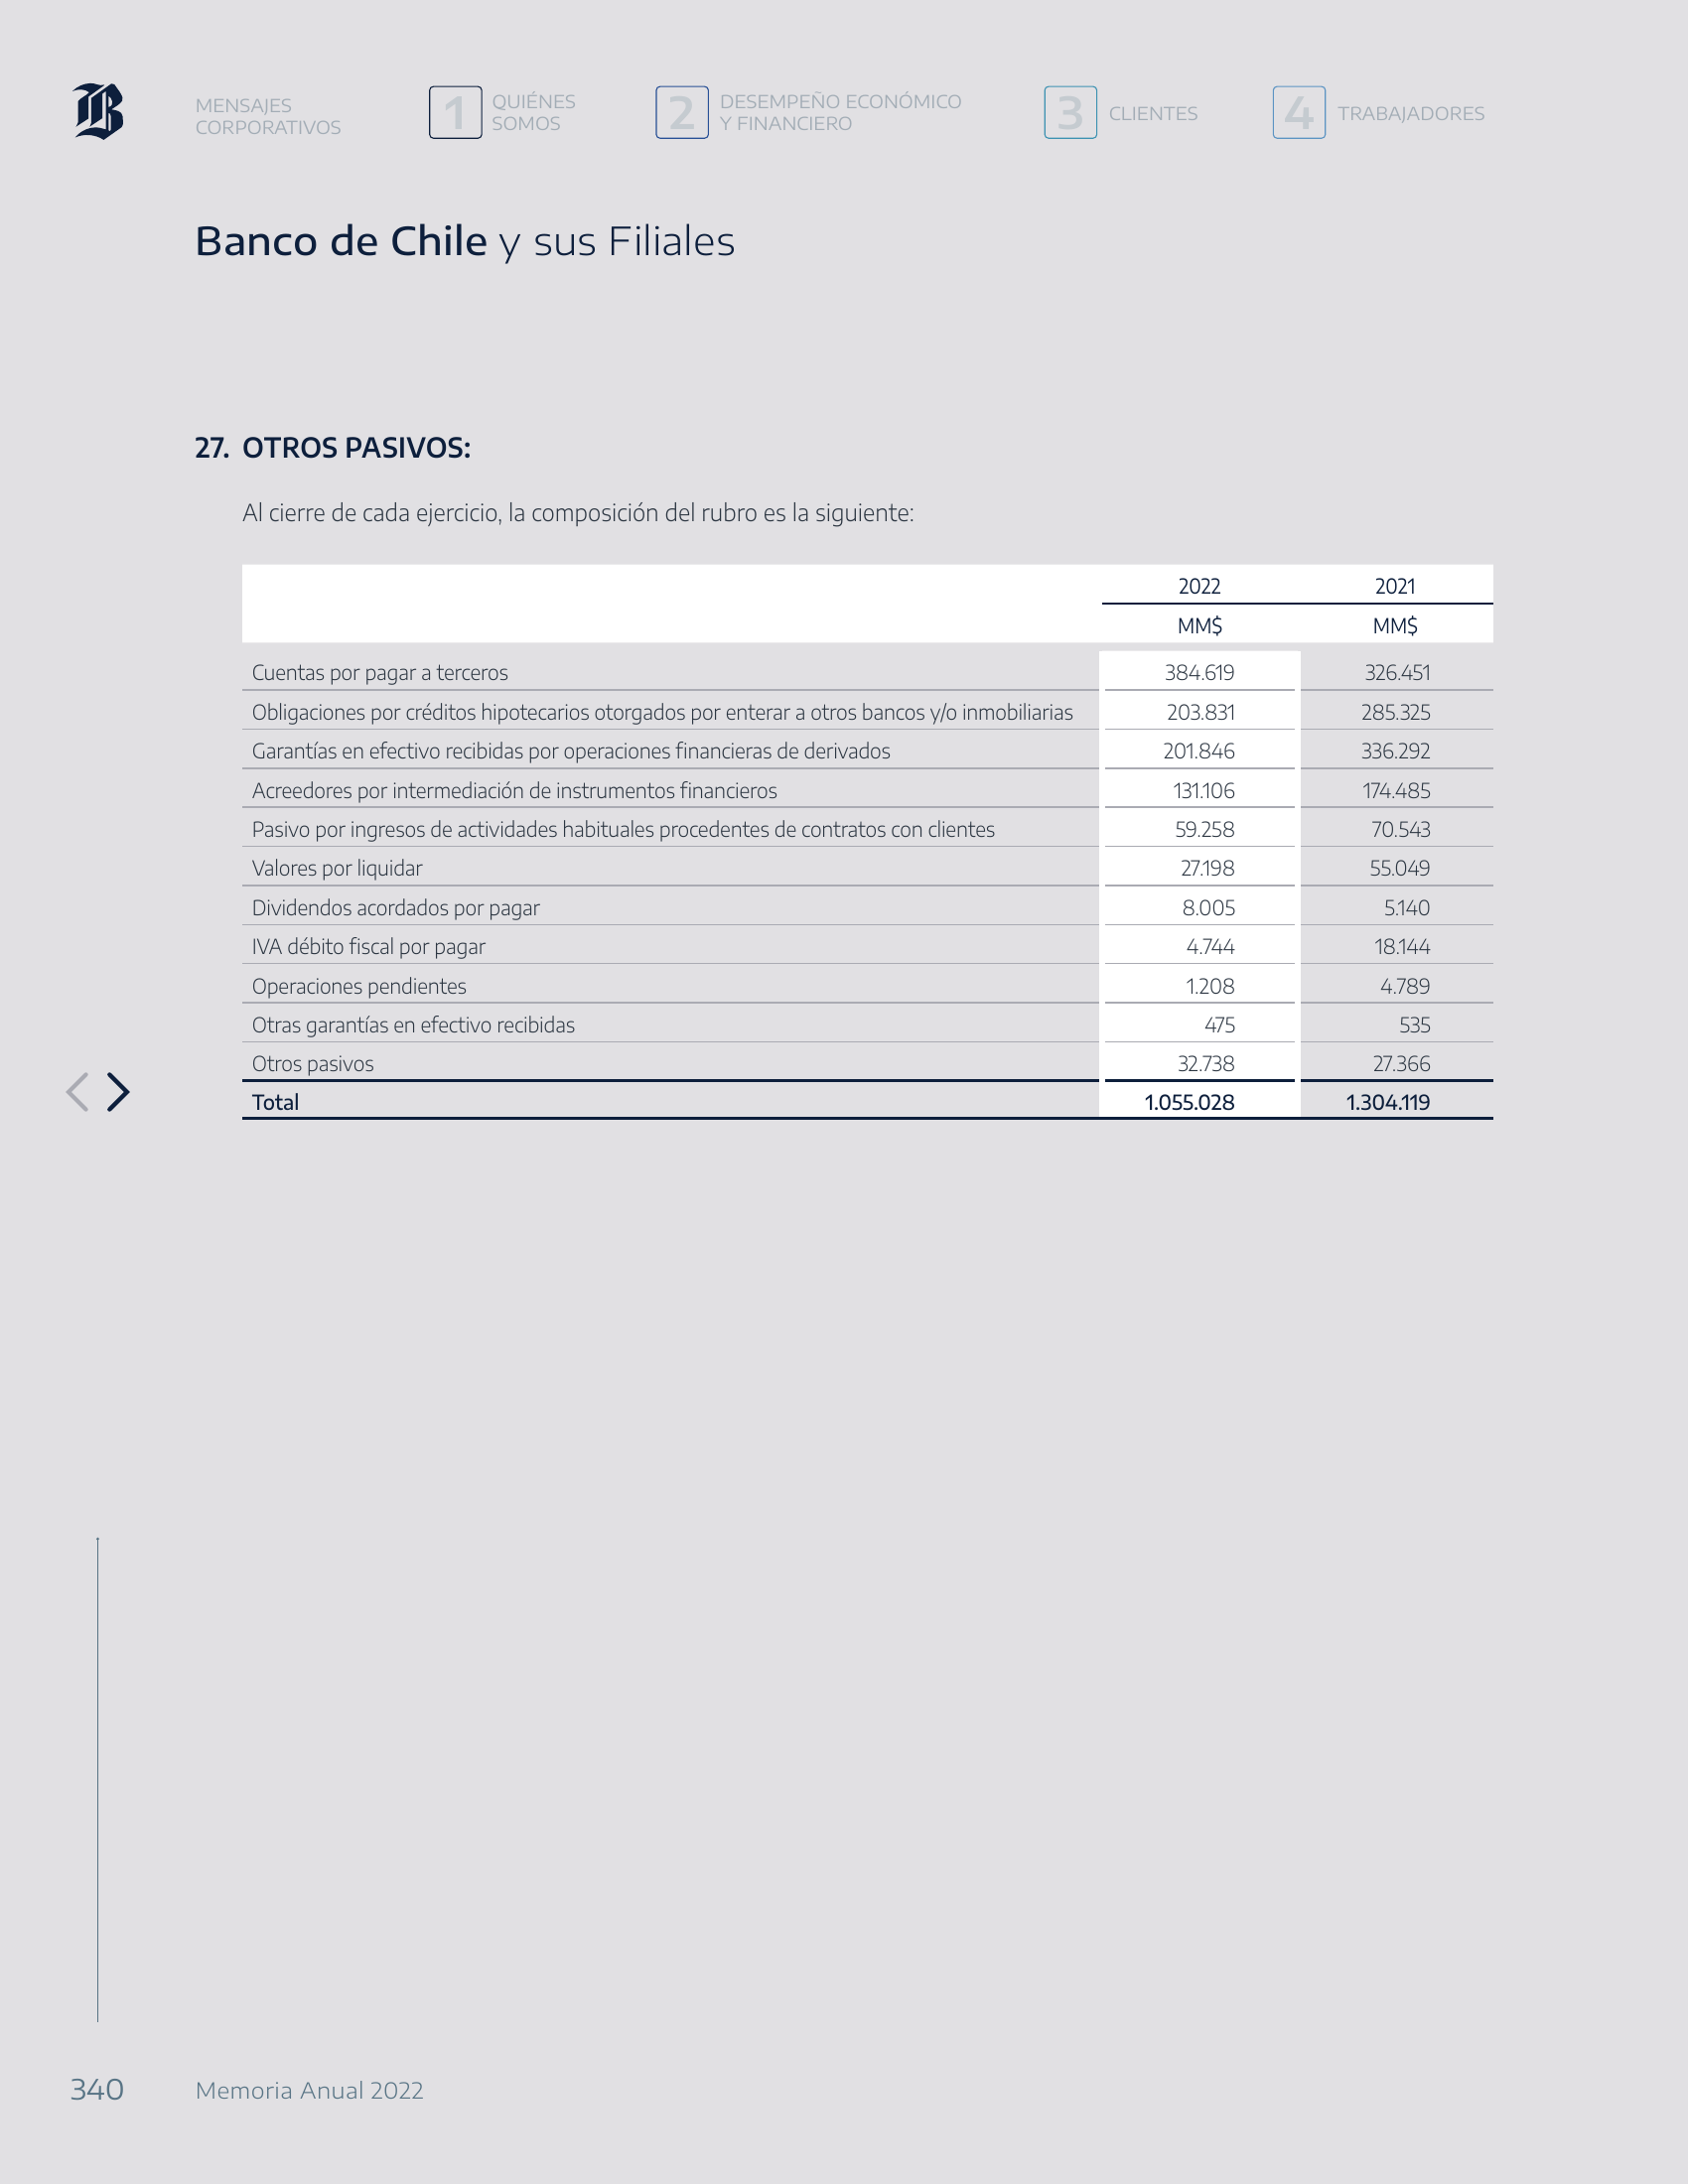 MENSAJES
CORPORATIVOS
1 QUIÉNES
SOMOS
2 DESEMPEÑO ECONÓMICO
Y FINANCIERO
3 CLIENTES
4 TRABAJADORES
Banco de Chile y sus Filiales
27. OTROS PASIVOS:
Al cierre de cada ejercicio, la composición del rubro es la siguiente:
2022 2021
MM$ MM$
Cuentas por pagar a terceros 384.619 326.451
Obligaciones por créditos hipotecarios otorgados por enterar a otros bancos y/o inmobiliarias 203.831 285.325
Garantías en efectivo recibidas por operaciones financieras de derivados 201.846 336.292
Acreedores por intermediación de instrumentos financieros 131.106 174.485
Pasivo por ingresos de actividades habituales procedentes de contratos con clientes 59.258 70.543
Valores por liquidar 27.198 55.049
Dividendos acordados por pagar 8.005 5.140
IVA débito fiscal por pagar 4.744 18.144
Operaciones pendientes 1.208 4.789
Otras garantías en efectivo recibidas 475 535
Otros pasivos 32.738 27.366
Total 1.055.028 1.304.119
340 Memoria Anual 2022